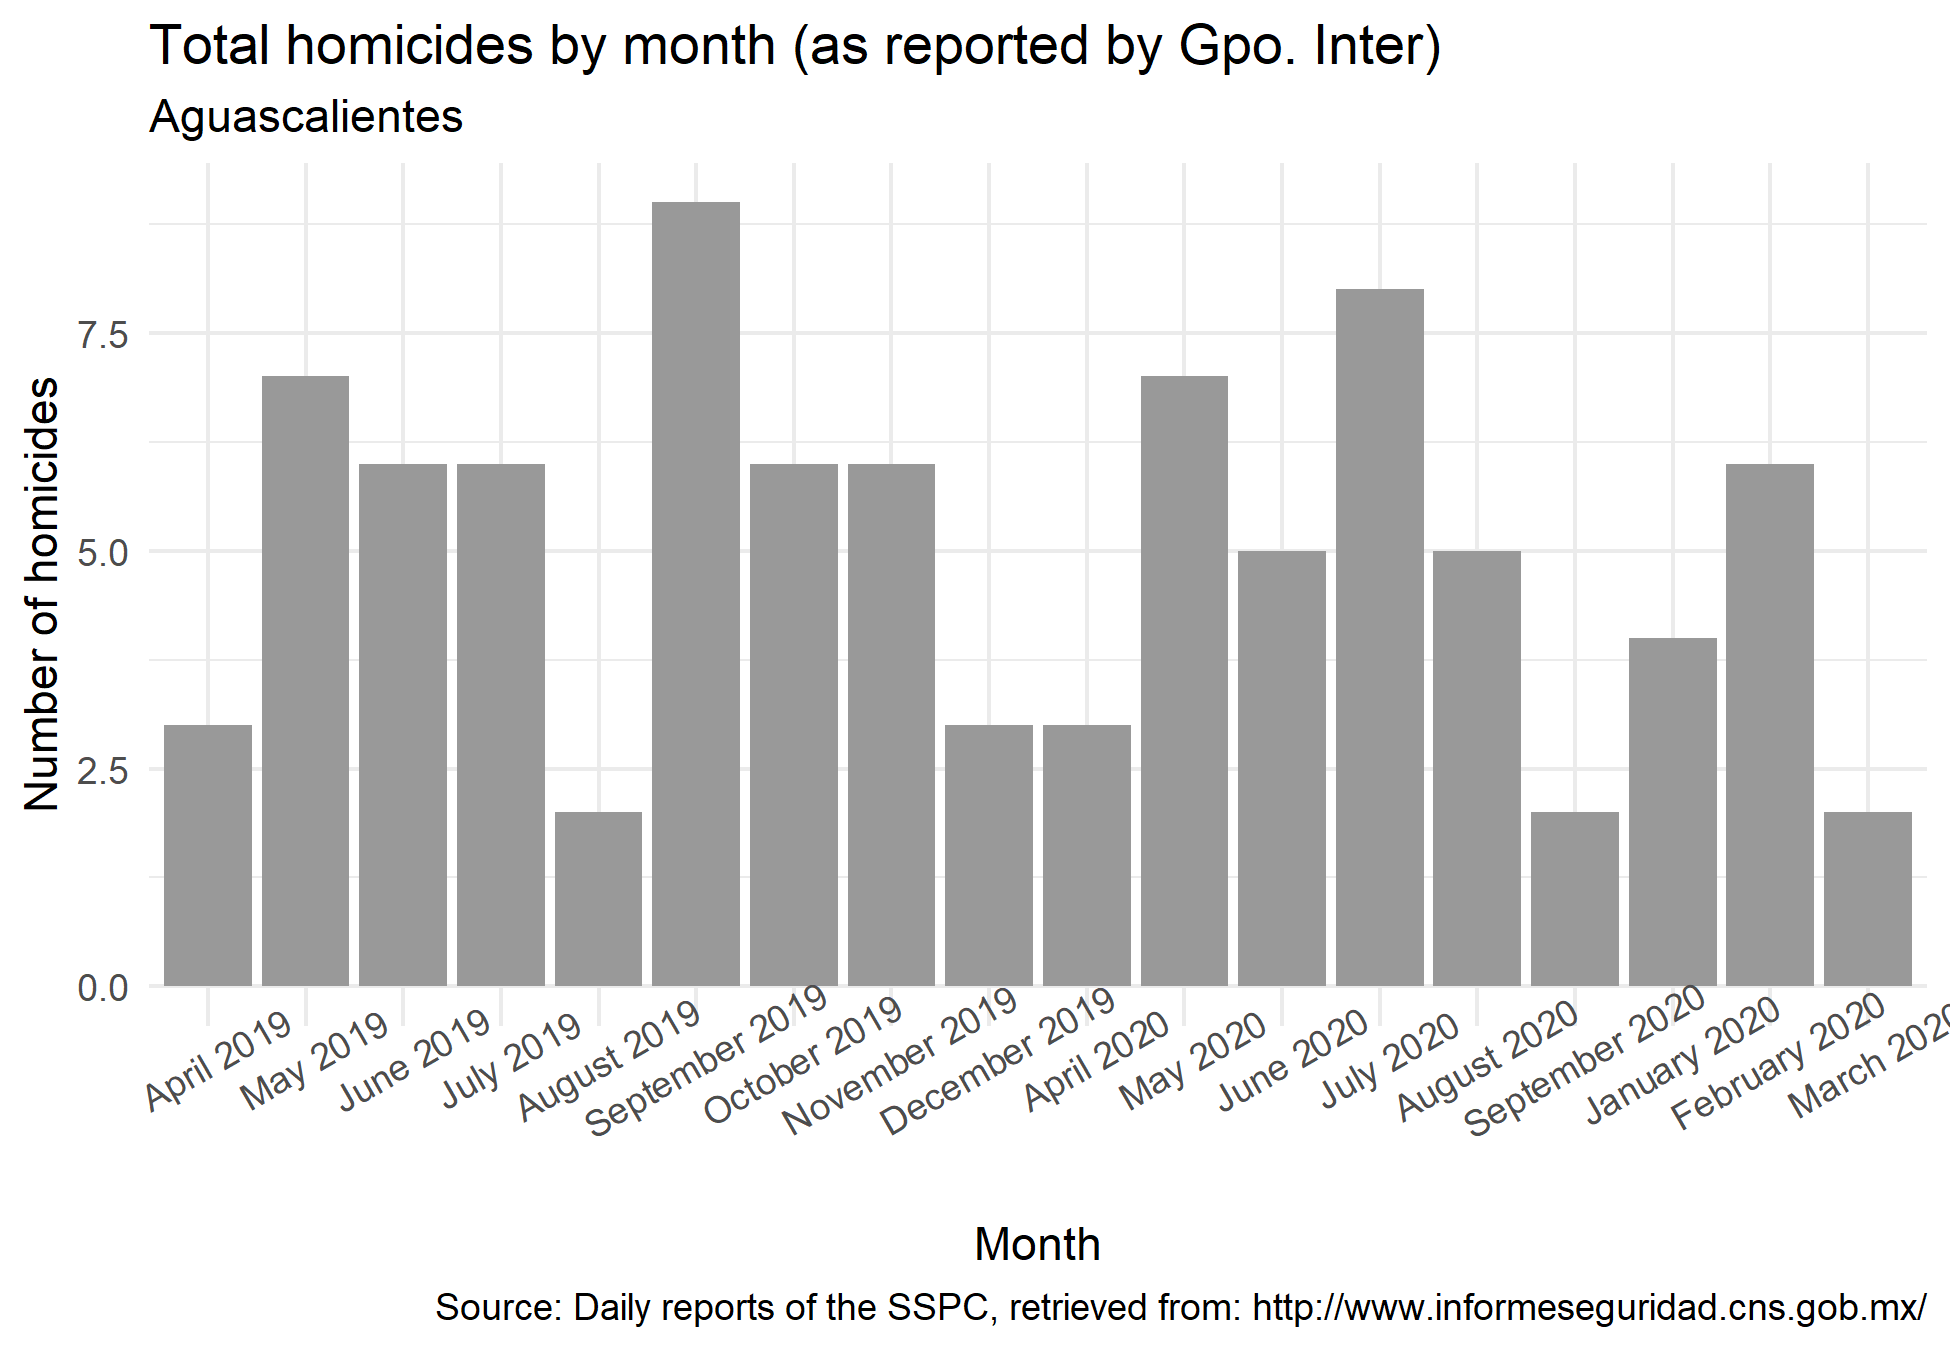 Total homicides by month (as reported by Gpo. Inter)
Aguascalientes
Number of homicides
7.5
5.0
2.5
0.0
April 2019
May 2019
June 2019
July 2019
August 2019
September 2019
October 2019
November 2019
December 2019
April 2020
May 2020
June 2020
July 2020
August 2020
September 2020
January 2020
February 2020
March 2020
Month
Source: Daily reports of the SSPC, retrieved from: http://www.informeseguridad.cns.gob.mx/